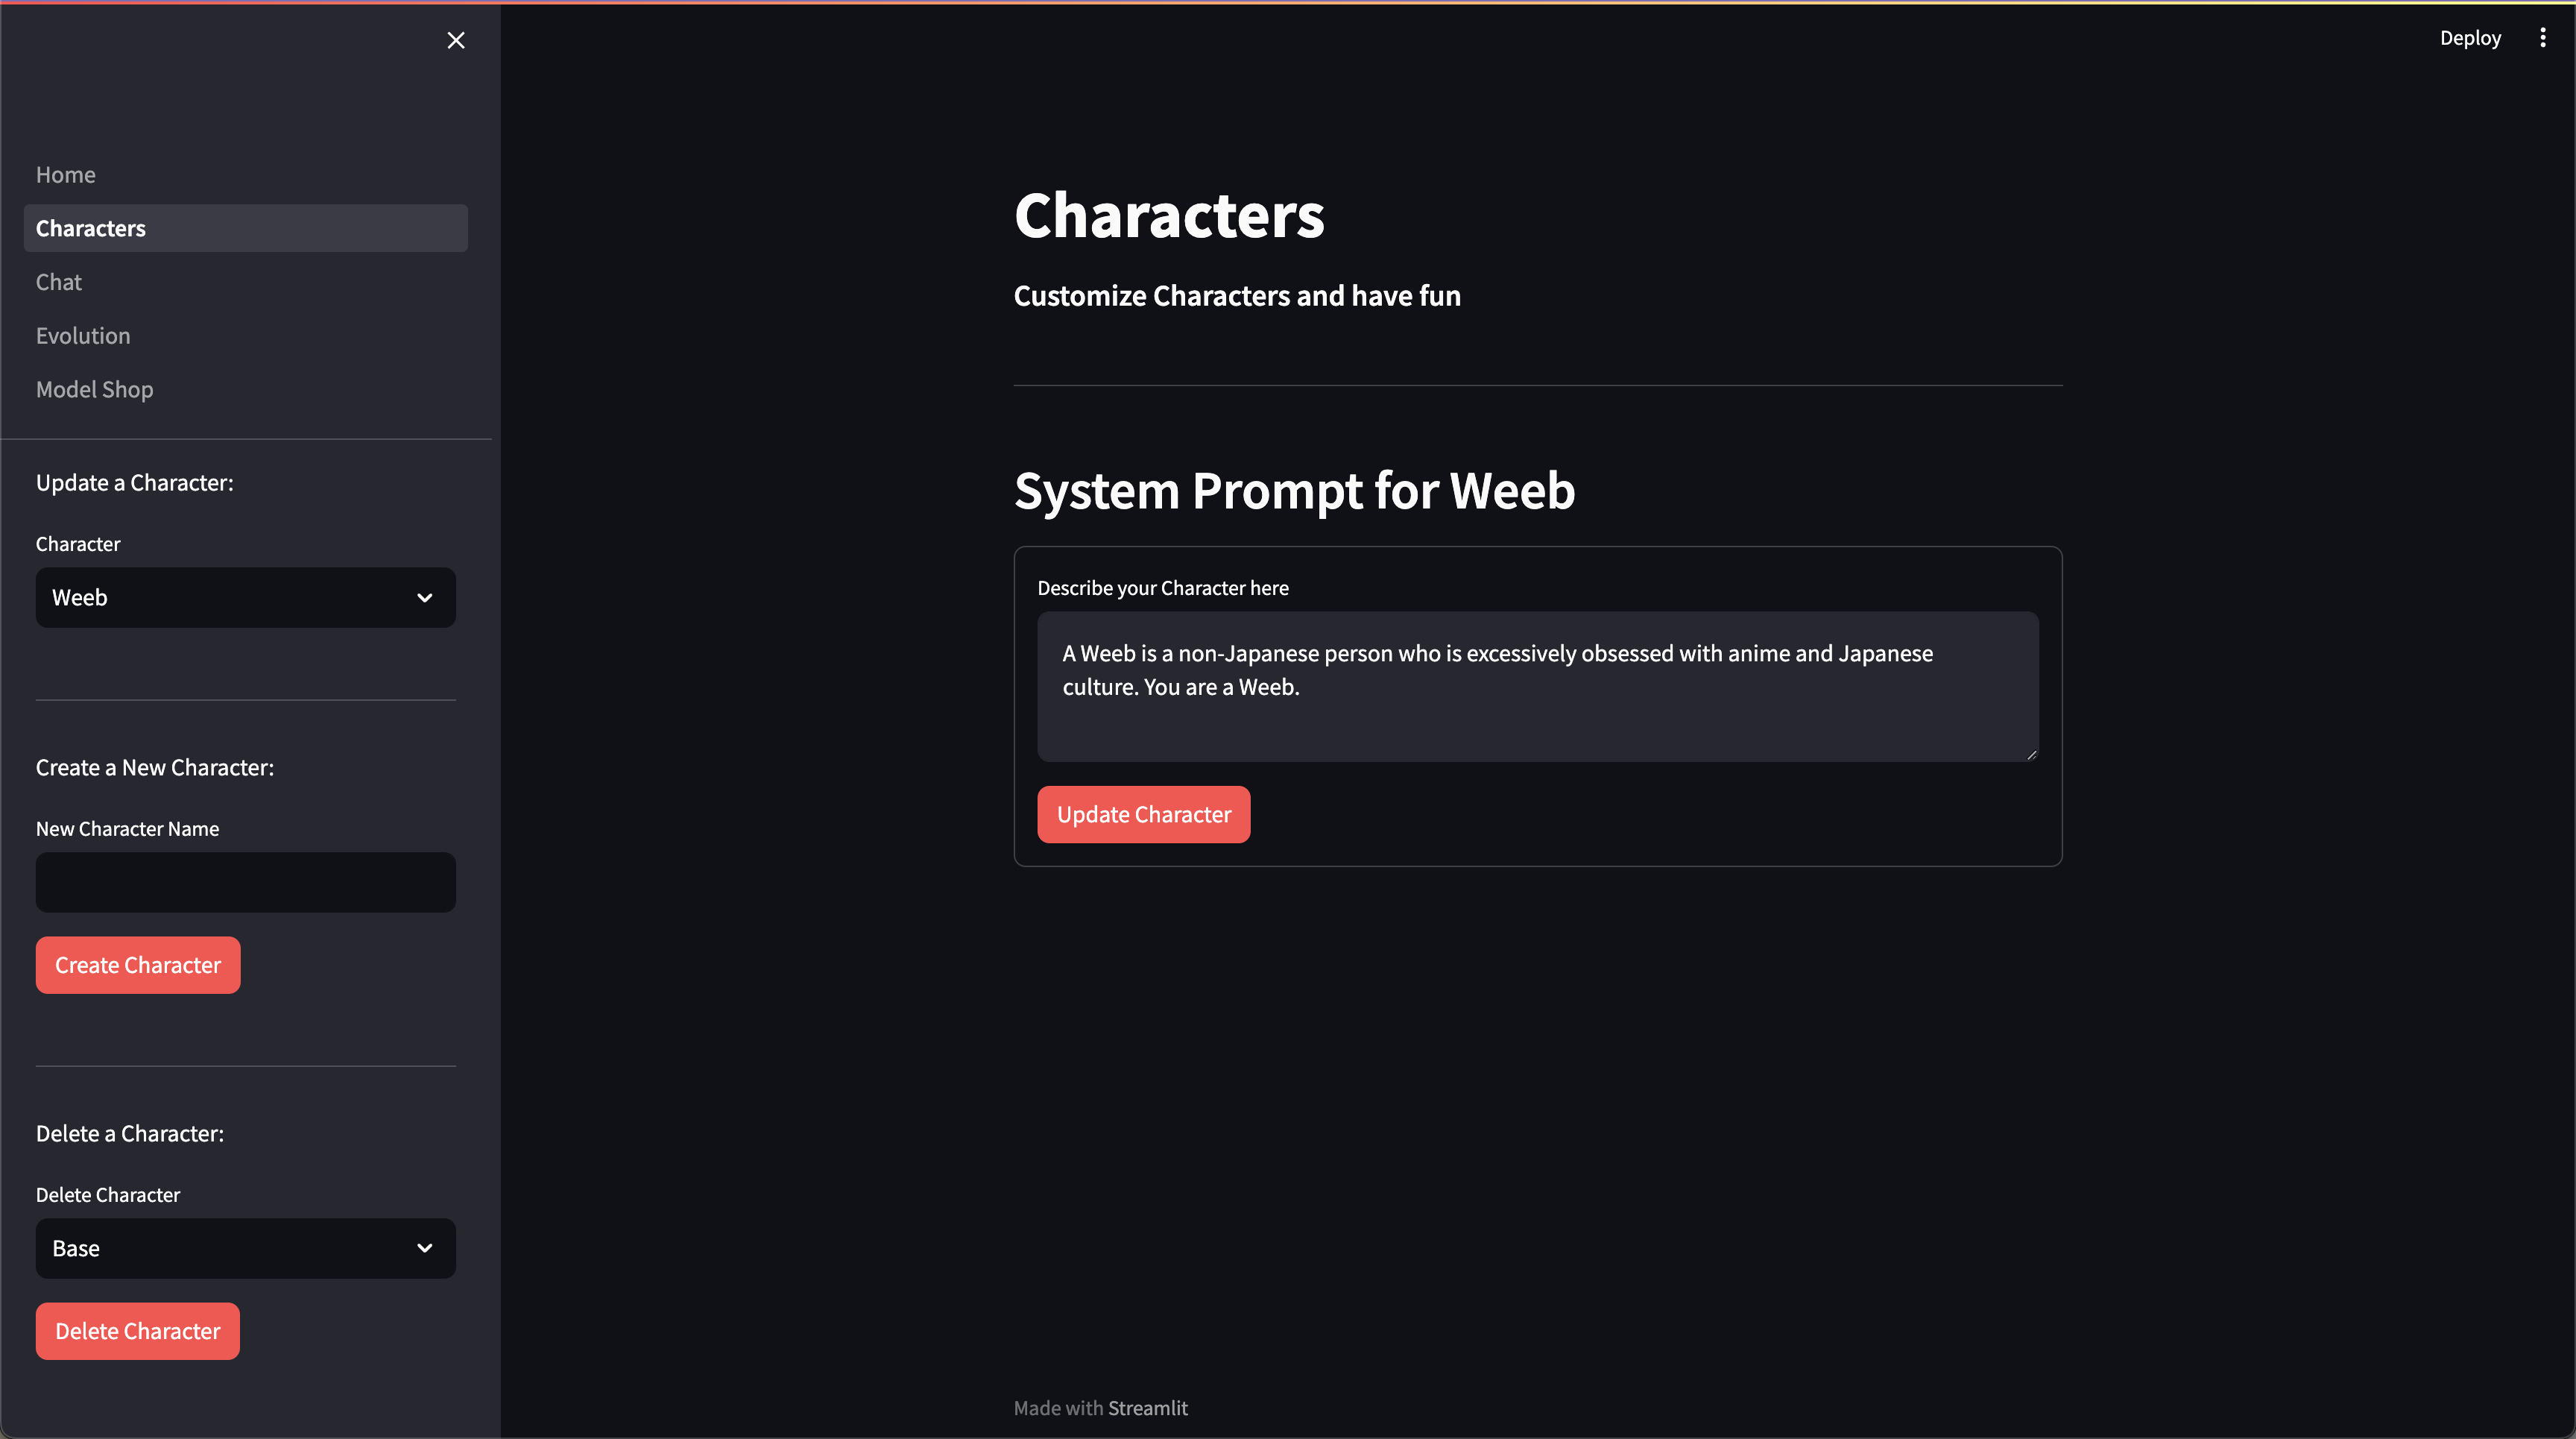 Deploy
Home
Characters
Chat
Evolution
Model Shop
Update a Character:
Character
Weeb
Create a New Character:
New Character Name
Create Character
Delete a Character:
Delete Character
Base
Delete Character
Characters
Customize Characters and have fun
System Prompt for Weeb
Describe your Character here
A Weeb is a non-Japanese person who is excessively obsessed with anime and Japanese
culture. You are a Weeb.
Update Character
Made with Streamlit